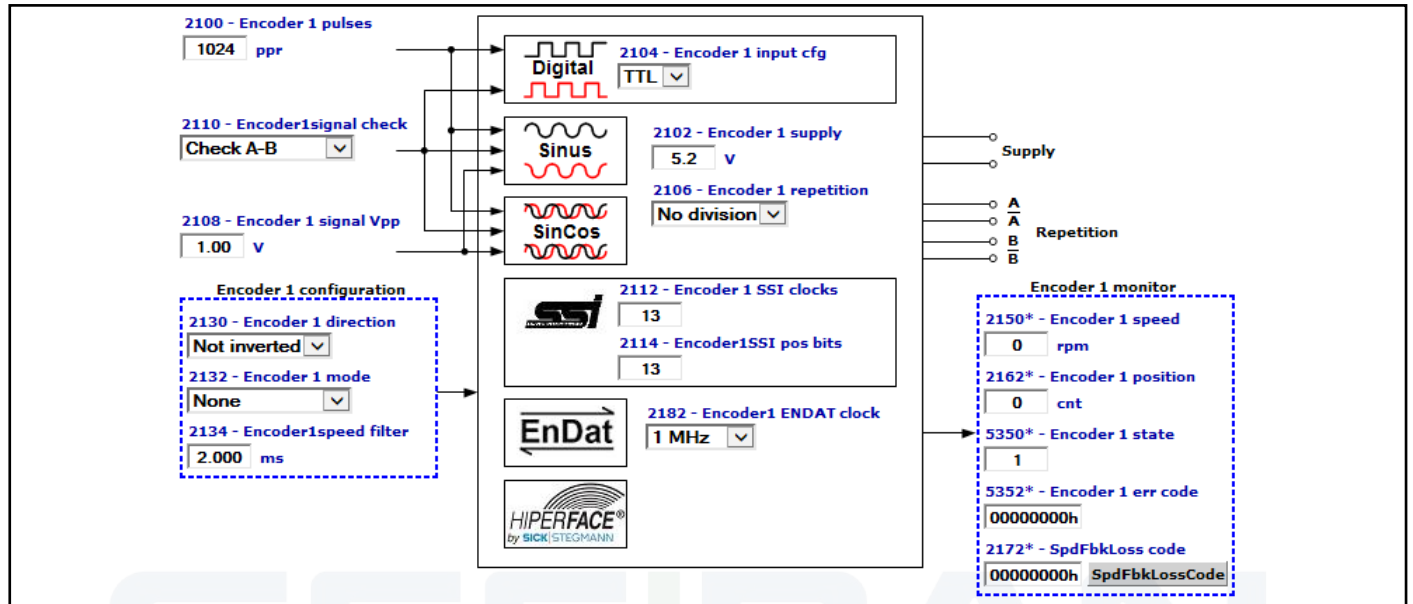 2100 - Encoder 1 pulses
1024 ppr
2110 - Encoder1signal check
Check A-B
2108 - Encoder 1 signal Vpp
1.00 V
Encoder 1 configuration
2130 - Encoder 1 direction
Not inverted
2132 - Encoder 1 mode
None
2134 - Encoder1speed filter
2.000 ms
Digital
2104 - Encoder 1 input cfg
TTL
Sinus
2102 - Encoder 1 supply
5.2 V
2106 - Encoder 1 repetition
No division
SinCos
SSI
2112 - Encoder 1 SSI clocks
13
2114 - Encoder1SSI pos bits
13
EnDat
2182 - Encoder1 ENDAT clock
1 MHz
HIPERFACE®
by SICK|STEGMANN
Supply
A
A
B
B
Repetition
Encoder 1 monitor
2150* - Encoder 1 speed
0 rpm
2162* - Encoder 1 position
0 cnt
5350* - Encoder 1 state
1
5352* - Encoder 1 err code
00000000h
2172* - SpdFbkLoss code
00000000h SpdFbkLossCode